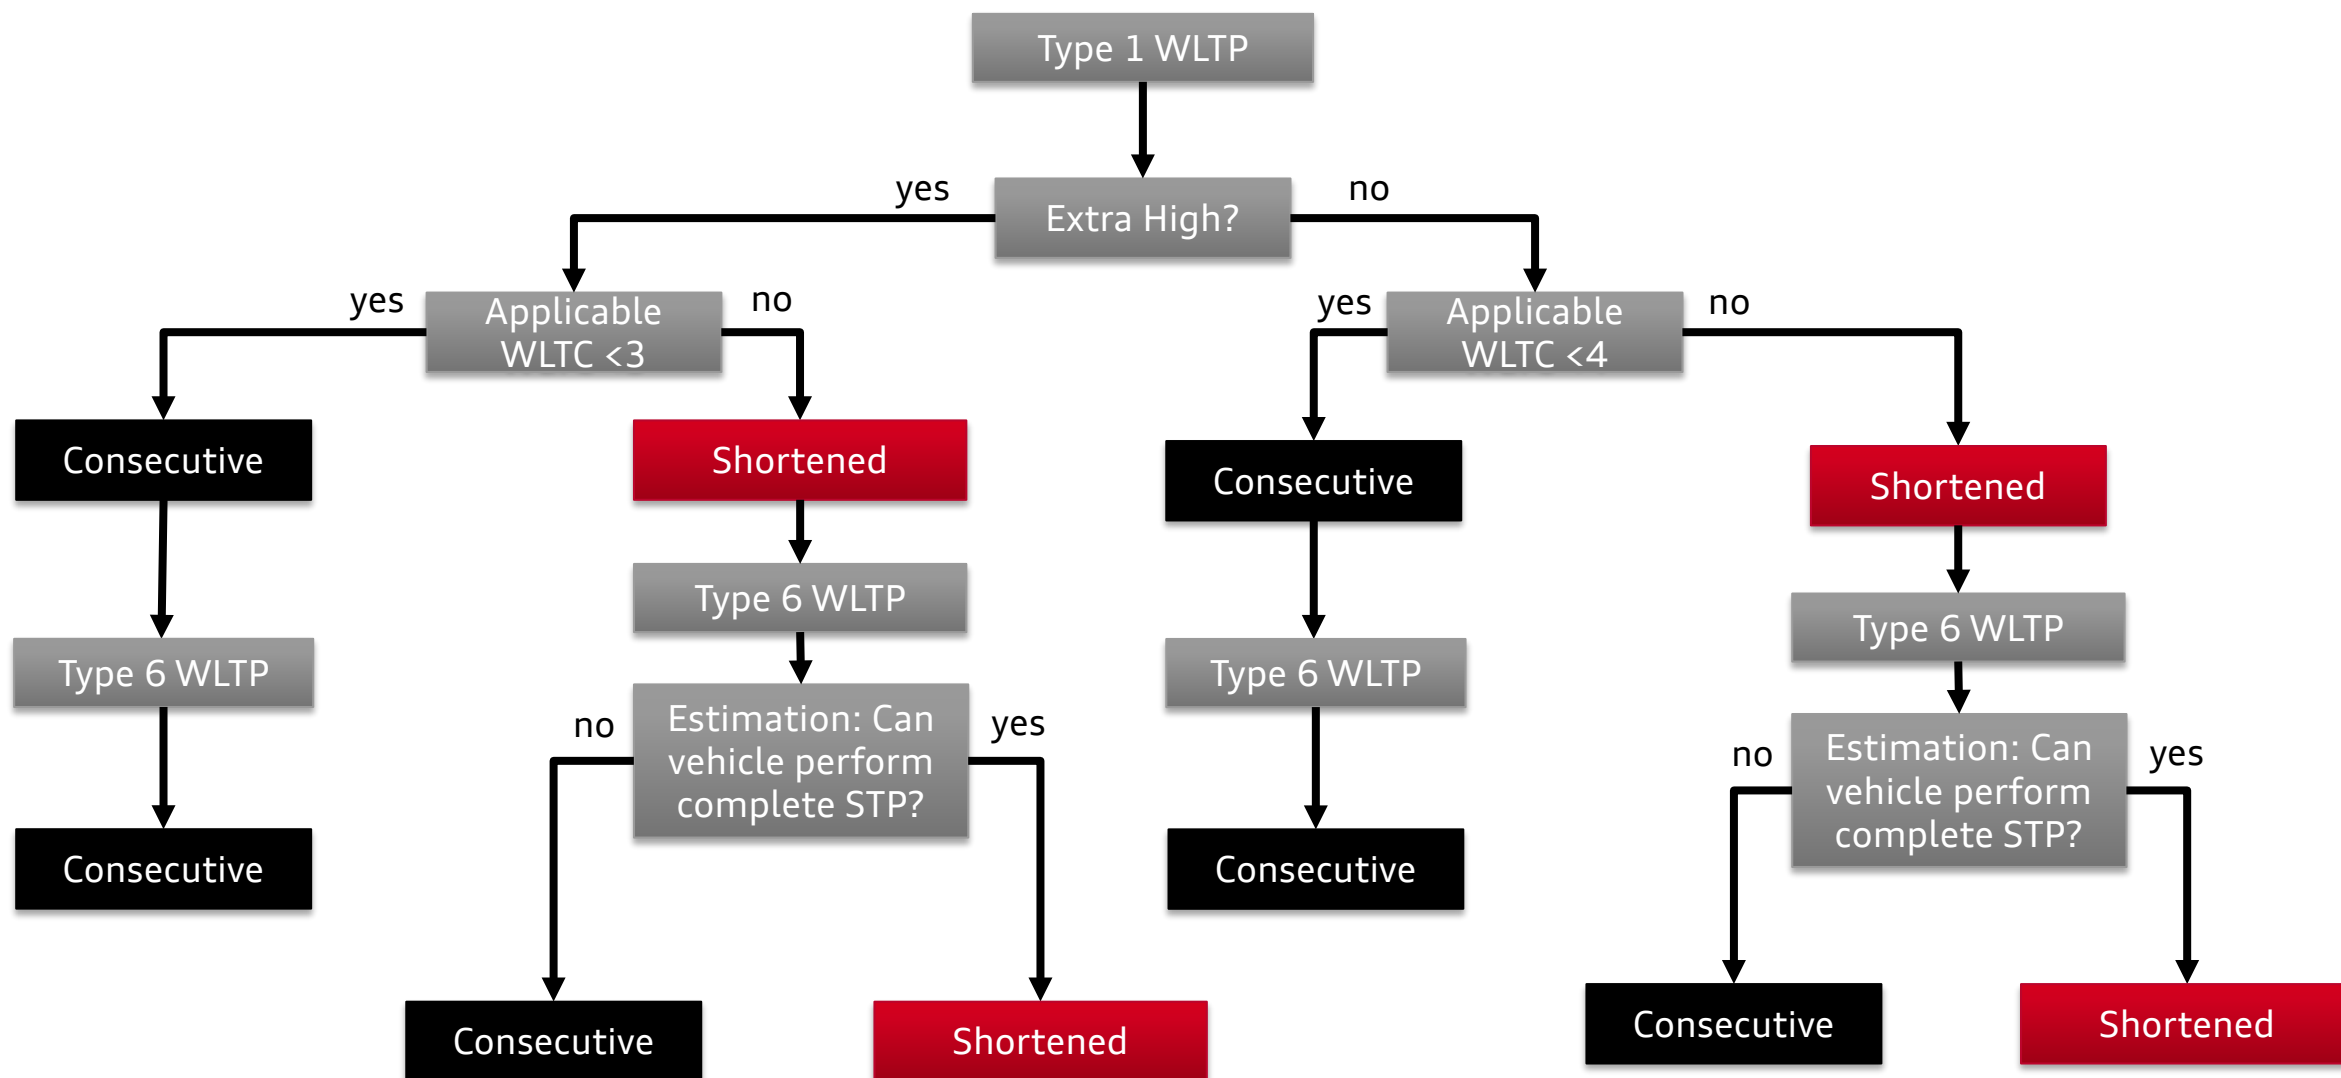 Type 1 WLTP
yes
Extra High?
no
yes
Applicable
WLTC <3
no
yes
Applicable
WLTC <4
no
Consecutive
Shortened
Consecutive
Shortened
Type 6 WLTP
Type 6 WLTP
Type 6 WLTP
Type 6 WLTP
no
Estimation: Can
vehicle perform
complete STP?
yes
no
Estimation: Can
vehicle perform
complete STP?
yes
Consecutive
Consecutive
Consecutive
Shortened
Consecutive
Shortened